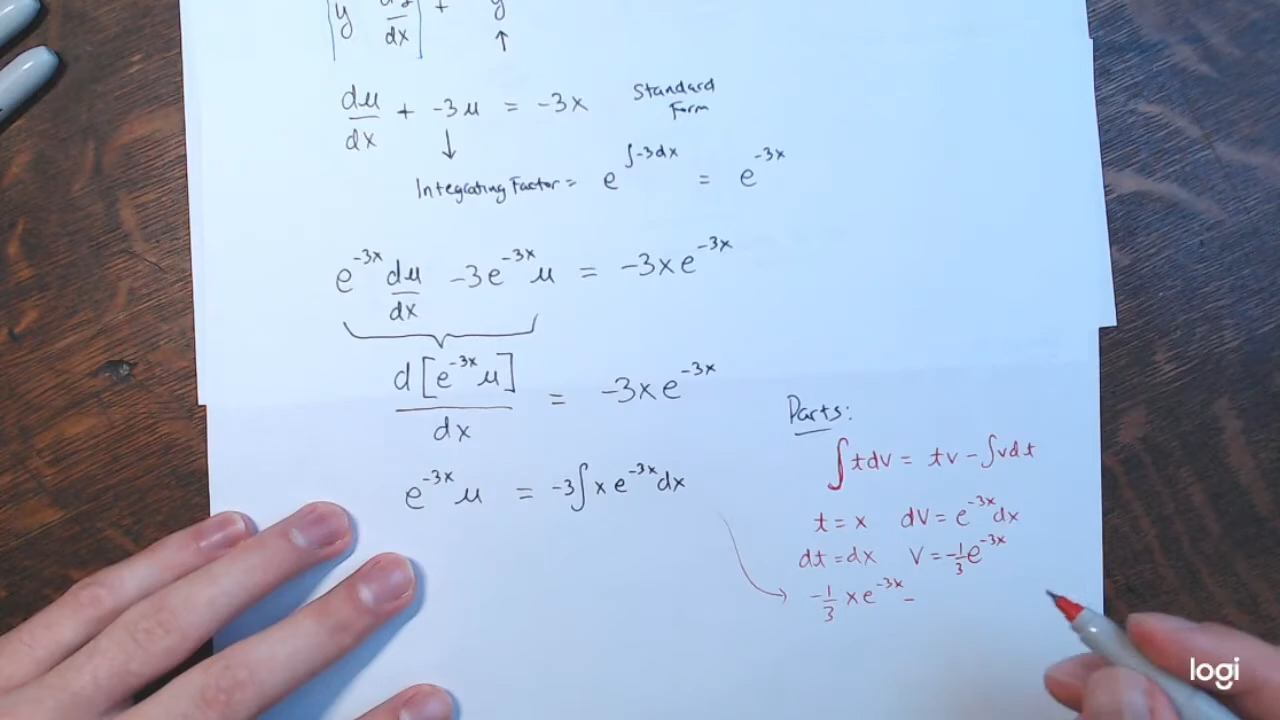 y dx + y
↑
du/dx + -3u = -3x Standard Form
↓
Integrating Factor = e^∫-3dx = e^-3x
e^-3x du/dx -3e^-3x u = -3xe^-3x
d[e^-3x u]/dx = -3xe^-3x
e^-3x u = -3∫xe^-3x dx
Parts:
∫tdv = tv - ∫vdt
t = x dv = e^-3x dx
dt = dx v = -1/3 e^-3x
-1/3 xe^-3x -
logi